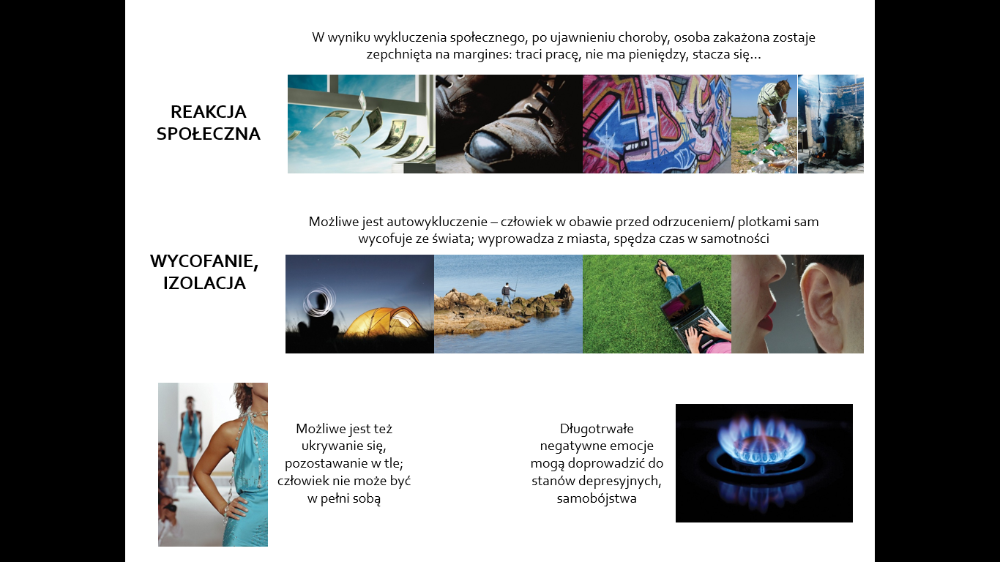 W wyniku wykluczenia społecznego, po ujawnieniu choroby, osoba zakażona zostaje
zepchnięta na margines: traci pracę, nie ma pieniędzy, stacza się...
REAKCJA
SPOŁECZNA
Możliwe jest autowykluczenie – człowiek w obawie przed odrzuceniem/ plotkami sam
wycofuje ze świata; wyprowadza z miasta, spędza czas w samotności
WYCOFANIE,
IZOLACJA
Możliwe jest też
ukrywanie się,
pozostawanie w tle;
człowiek nie może być
w pełni sobą
Długotrwałe
negatywne emocje
mogą doprowadzić do
stanów depresyjnych,
samobójstwa